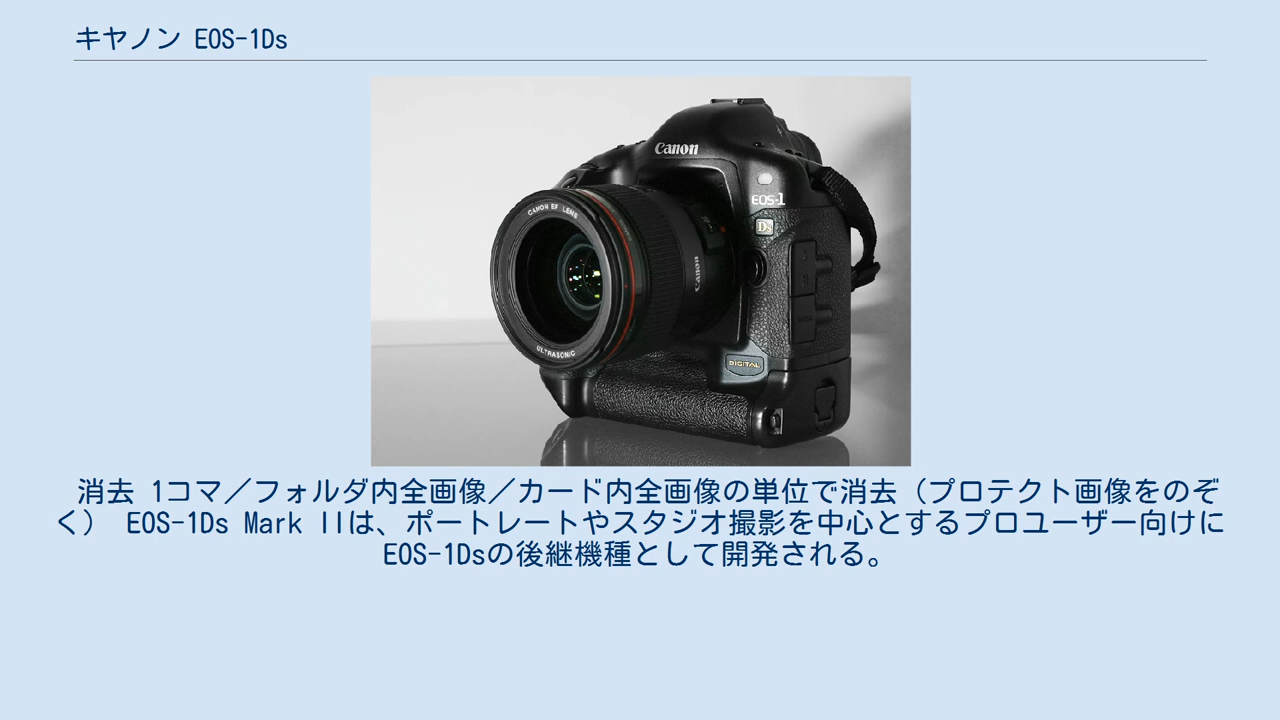 キヤノン EOS-1Ds
Canon
EOS-1
Ds
CANON EF LENS
Canon
ULTRASONIC
DIGITAL
消去 1コマ／フォルダ内全画像／カード内全画像の単位で消去（プロテクト画像をのぞ
く） EOS-1Ds Mark IIは、ポートレートやスタジオ撮影を中心とするプロユーザー向けに
EOS-1Dsの後継機種として開発される。